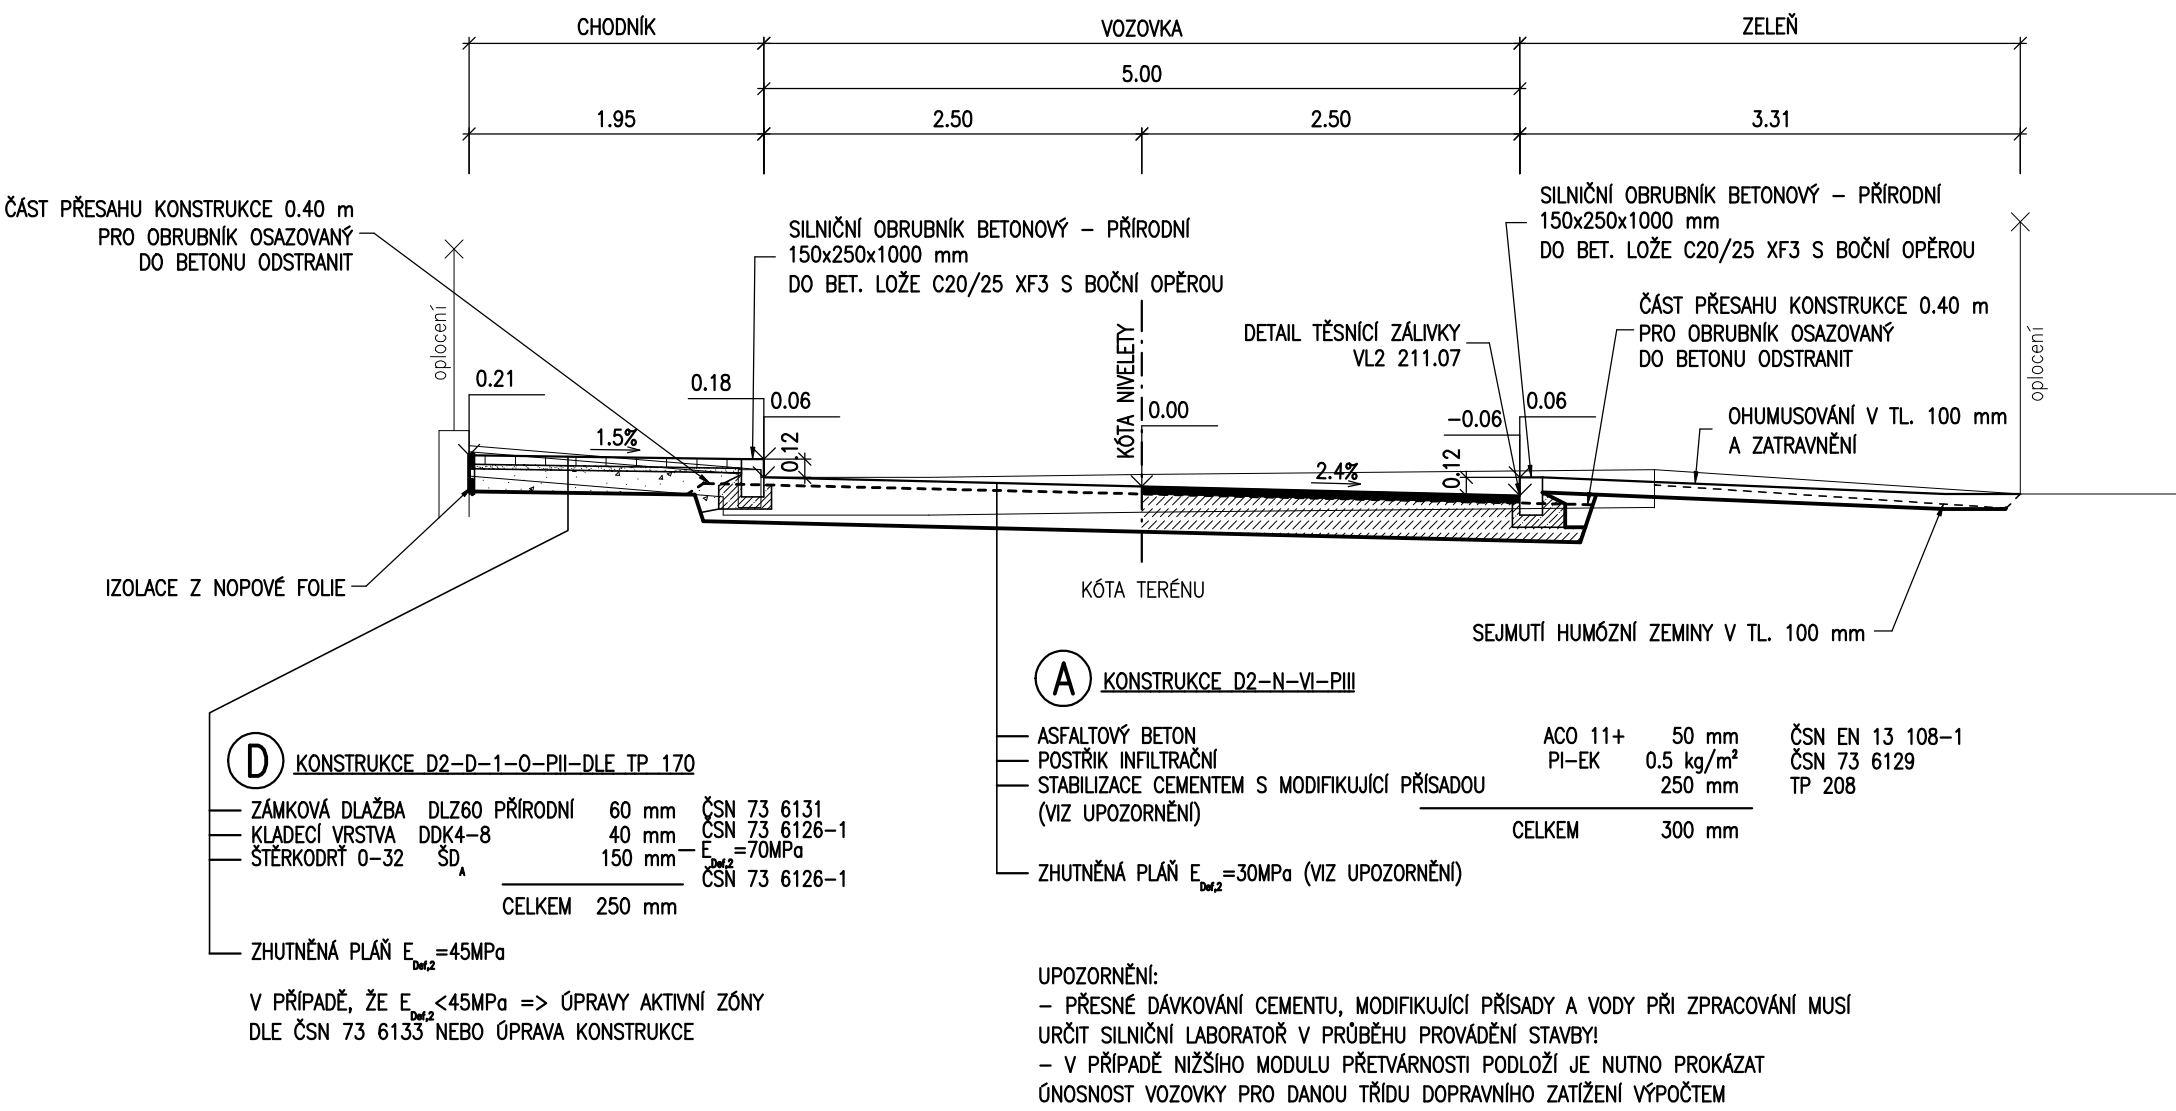 CHODNÍK
VOZOVKA
ZELEŇ
5.00
1.95
2.50
2.50
3.31
ČÁST PŘESAHU KONSTRUKCE 0.40 m
PRO OBRUBNÍK OSAZOVANÝ
DO BETONU ODSTRANIT
SILNIČNÍ OBRUBNÍK BETONOVÝ – PŘÍRODNÍ
150x250x1000 mm
DO BET. LOŽE C20/25 XF3 S BOČNÍ OPĚROU
SILNIČNÍ OBRUBNÍK BETONOVÝ – PŘÍRODNÍ
150x250x1000 mm
DO BET. LOŽE C20/25 XF3 S BOČNÍ OPĚROU
ČÁST PŘESAHU KONSTRUKCE 0.40 m
PRO OBRUBNÍK OSAZOVANÝ
DO BETONU ODSTRANIT
DETAIL TĚSNÍCÍ ZÁLIVKY
VL2 211.07
oplocení
KÓTA NIVELETY
oplocení
0.21
0.18
0.06
0.00
-0.06
0.06
OHUMUSOVÁNÍ V TL. 100 mm
A ZATRAVNĚNÍ
1.5%
0.12
2.4%
0.12
IZOLACE Z NOPOVÉ FOLIE
KÓTA TERÉNU
SEJMUTÍ HUMÓZNÍ ZEMINY V TL. 100 mm
A KONSTRUKCE D2-N-VI-PIII
ASFALTOVÝ BETON ACO 11+ 50 mm ČSN EN 13 108-1
POSTŘIK INFILTRAČNÍ PI-EK 0.5 kg/m² ČSN 73 6129
STABILIZACE CEMENTEM S MODIFIKUJÍCÍ PŘÍSADOU 250 mm TP 208
(VIZ UPOZORNĚNÍ)
CELKEM 300 mm
ZHUTNĚNÁ PLÁŇ E Def,2 =30MPa (VIZ UPOZORNĚNÍ)
D KONSTRUKCE D2-D-1-O-PII-DLE TP 170
ZÁMKOVÁ DLAŽBA DLZ60 PŘÍRODNÍ 60 mm ČSN 73 6131
KLADECÍ VRSTVA DDK4-8 40 mm ČSN 73 6126-1
ŠTĚRKODRŤ 0-32 ŠD A 150 mm E Def,2 =70MPa
ČSN 73 6126-1
CELKEM 250 mm
ZHUTNĚNÁ PLÁŇ E Def,2 =45MPa
V PŘÍPADĚ, ŽE E Def,2 <45MPa => ÚPRAVY AKTIVNÍ ZÓNY
DLE ČSN 73 6133 NEBO ÚPRAVA KONSTRUKCE
UPOZORNĚNÍ:
– PŘESNÉ DÁVKOVÁNÍ CEMENTU, MODIFIKUJÍCÍ PŘÍSADY A VODY PŘI ZPRACOVÁNÍ MUSÍ
URČIT SILNIČNÍ LABORATOŘ V PRŮBĚHU PROVÁDĚNÍ STAVBY!
– V PŘÍPADĚ NIŽŠÍHO MODULU PŘETVÁRNOSTI PODLOŽÍ JE NUTNO PROKÁZAT
ÚNOSNOST VOZOVKY PRO DANOU TŘÍDU DOPRAVNÍHO ZATÍŽENÍ VÝPOČTEM